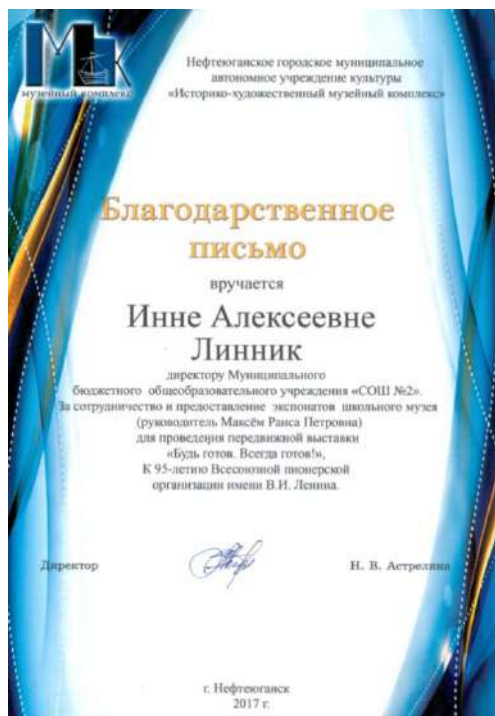 МК
музейный комплекс
Нефтеюганское городское муниципальное
автономное учреждение культуры
«Историко-художественный музейный комплекс»
Благодарственное
письмо
вручается
Инне Алексеевне
Линник
директору Муниципального
бюджетного общеобразовательного учреждения «СОШ №2».
За сотрудничество и предоставление экспонатов школьного музея
(руководитель Максём Раиса Петровна)
для проведения передвижной выставки
«Будь готов. Всегда готов!»,
К 95-летию Всесоюзной пионерской
организации имени В.И. Ленина.
Директор
Н. В. Астрелина
г. Нефтеюганск
2017 г.